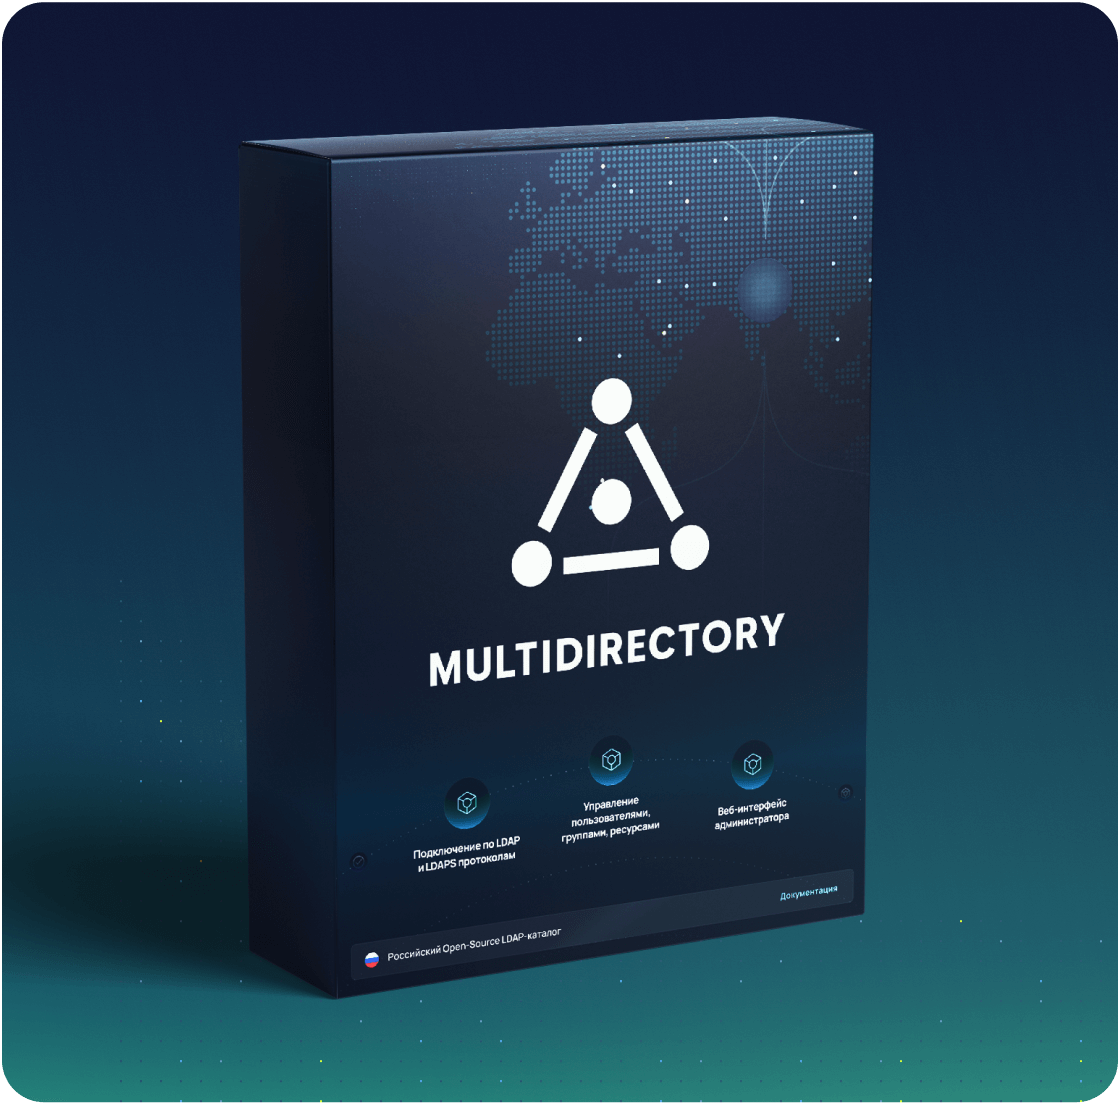 MULTIDIRECTORY
Подключение по LDAP
и LDAPS протоколам
Управление
пользователями,
группами, ресурсами
Веб-интерфейс
администратора
Российский Open-Source LDAP-каталог
Документация